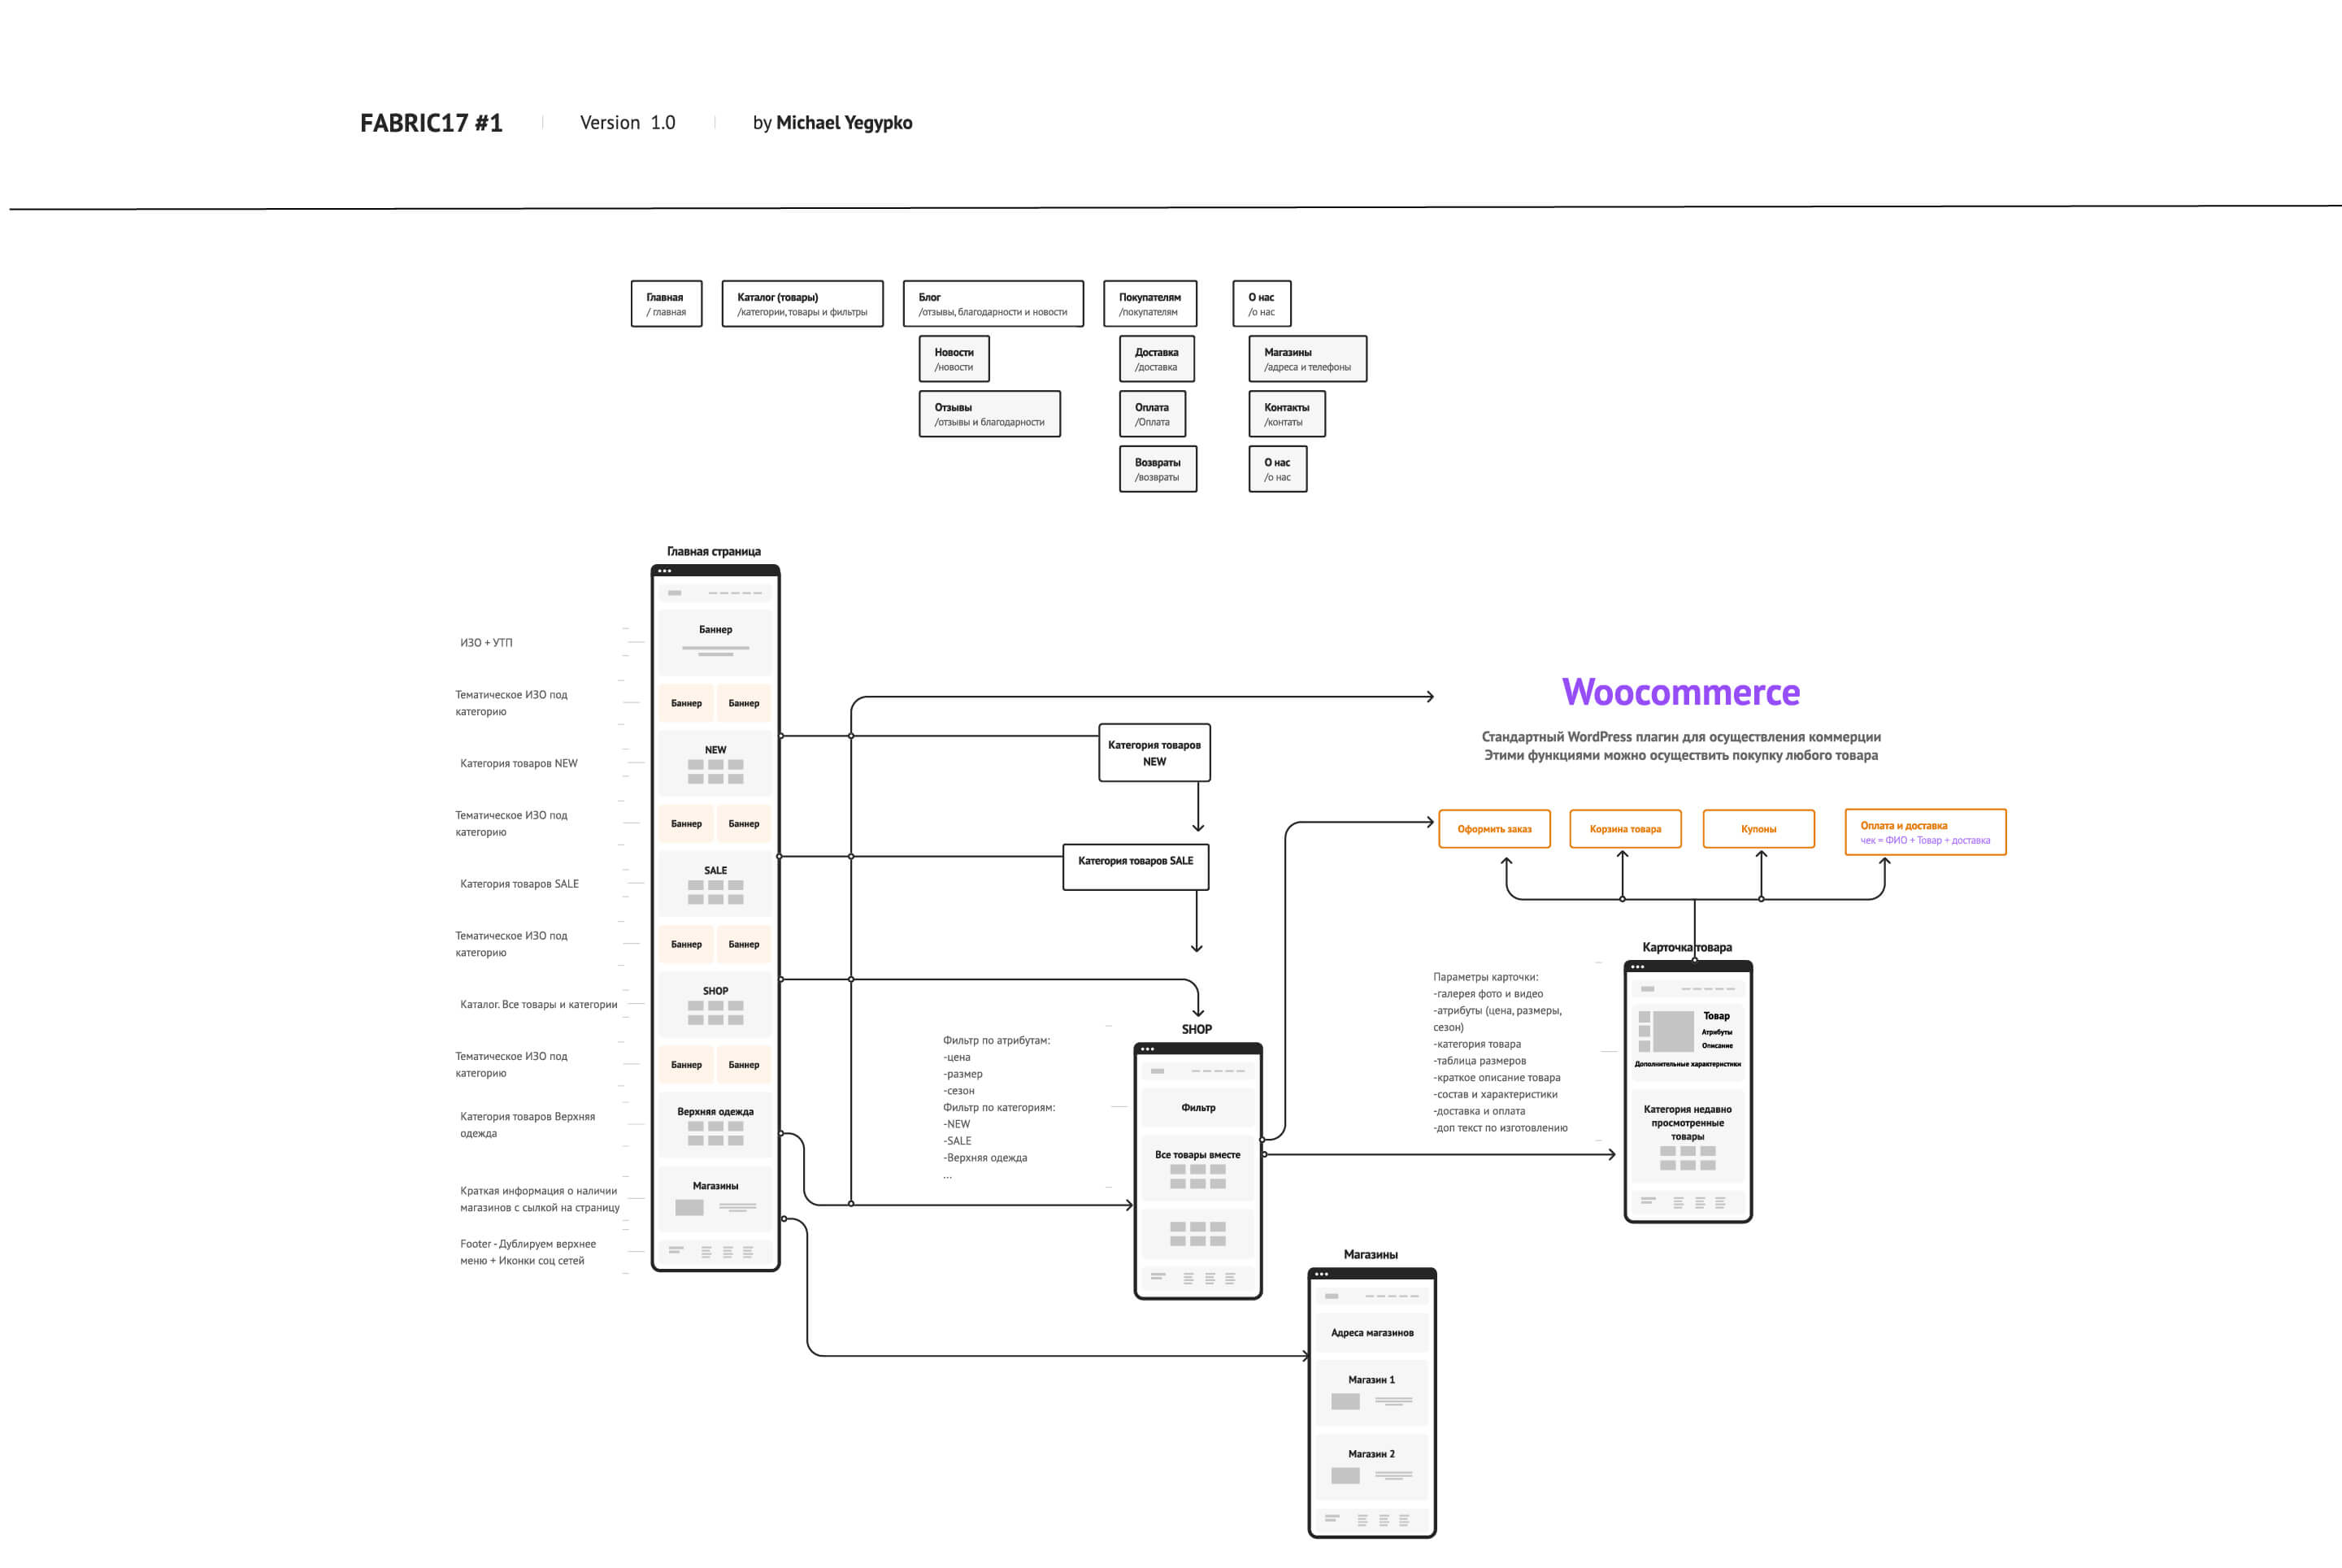 FABRIC17 #1
Version 1.0
by Michael Yegypko
Главная
/ главная
Каталог (товары)
/категории, товары и фильтры
Блог
/отзывы, благодарности и новости
Покупателям
/покупателям
О нас
/о нас
Новости
/новости
Доставка
/доставка
Магазины
/адреса и телефоны
Отзывы
/отзывы и благодарности
Оплата
/Оплата
Контакты
/контаты
Возвраты
/возвраты
О нас
/о нас
Главная страница
ИЗО + УТП
Тематическое ИЗО под
категорию
Категория товаров NEW
Тематическое ИЗО под
категорию
Категория товаров SALE
Тематическое ИЗО под
категорию
Каталог. Все товары и категории
Тематическое ИЗО под
категорию
Категория товаров Верхняя
одежда
Краткая информация о наличии
магазинов с сылкой на страницу
Footer - Дублируем верхнее
меню + Иконки соц сетей
Баннер
Баннер Баннер
NEW
Баннер Баннер
SALE
Баннер Баннер
SHOP
Баннер Баннер
Верхняя одежда
Магазины
Категория товаров
NEW
Категория товаров SALE
Фильтр по атрибутам:
-цена
-размер
-сезон
Фильтр по категориям:
-NEW
-SALE
-Верхняя одежда
...
SHOP
Фильтр
Все товары вместе
Woocommerce
Стандартный WordPress плагин для осуществления коммерции
Этими функциями можно осуществить покупку любого товара
Оформить заказ
Корзина товара
Купоны
Оплата и доставка
чек = ФИО + Товар + доставка
Параметры карточки:
-галерея фото и видео
-атрибуты (цена, размеры,
сезон)
-категория товара
-таблица размеров
-краткое описание товара
-состав и характеристики
-доставка и оплата
-доп текст по изготовлению
Карточка товара
Товар
Атрибуты
Описание
Дополнительные характеристики
Категория недавно
просмотренные
товары
Магазины
Адреса магазинов
Магазин 1
Магазин 2